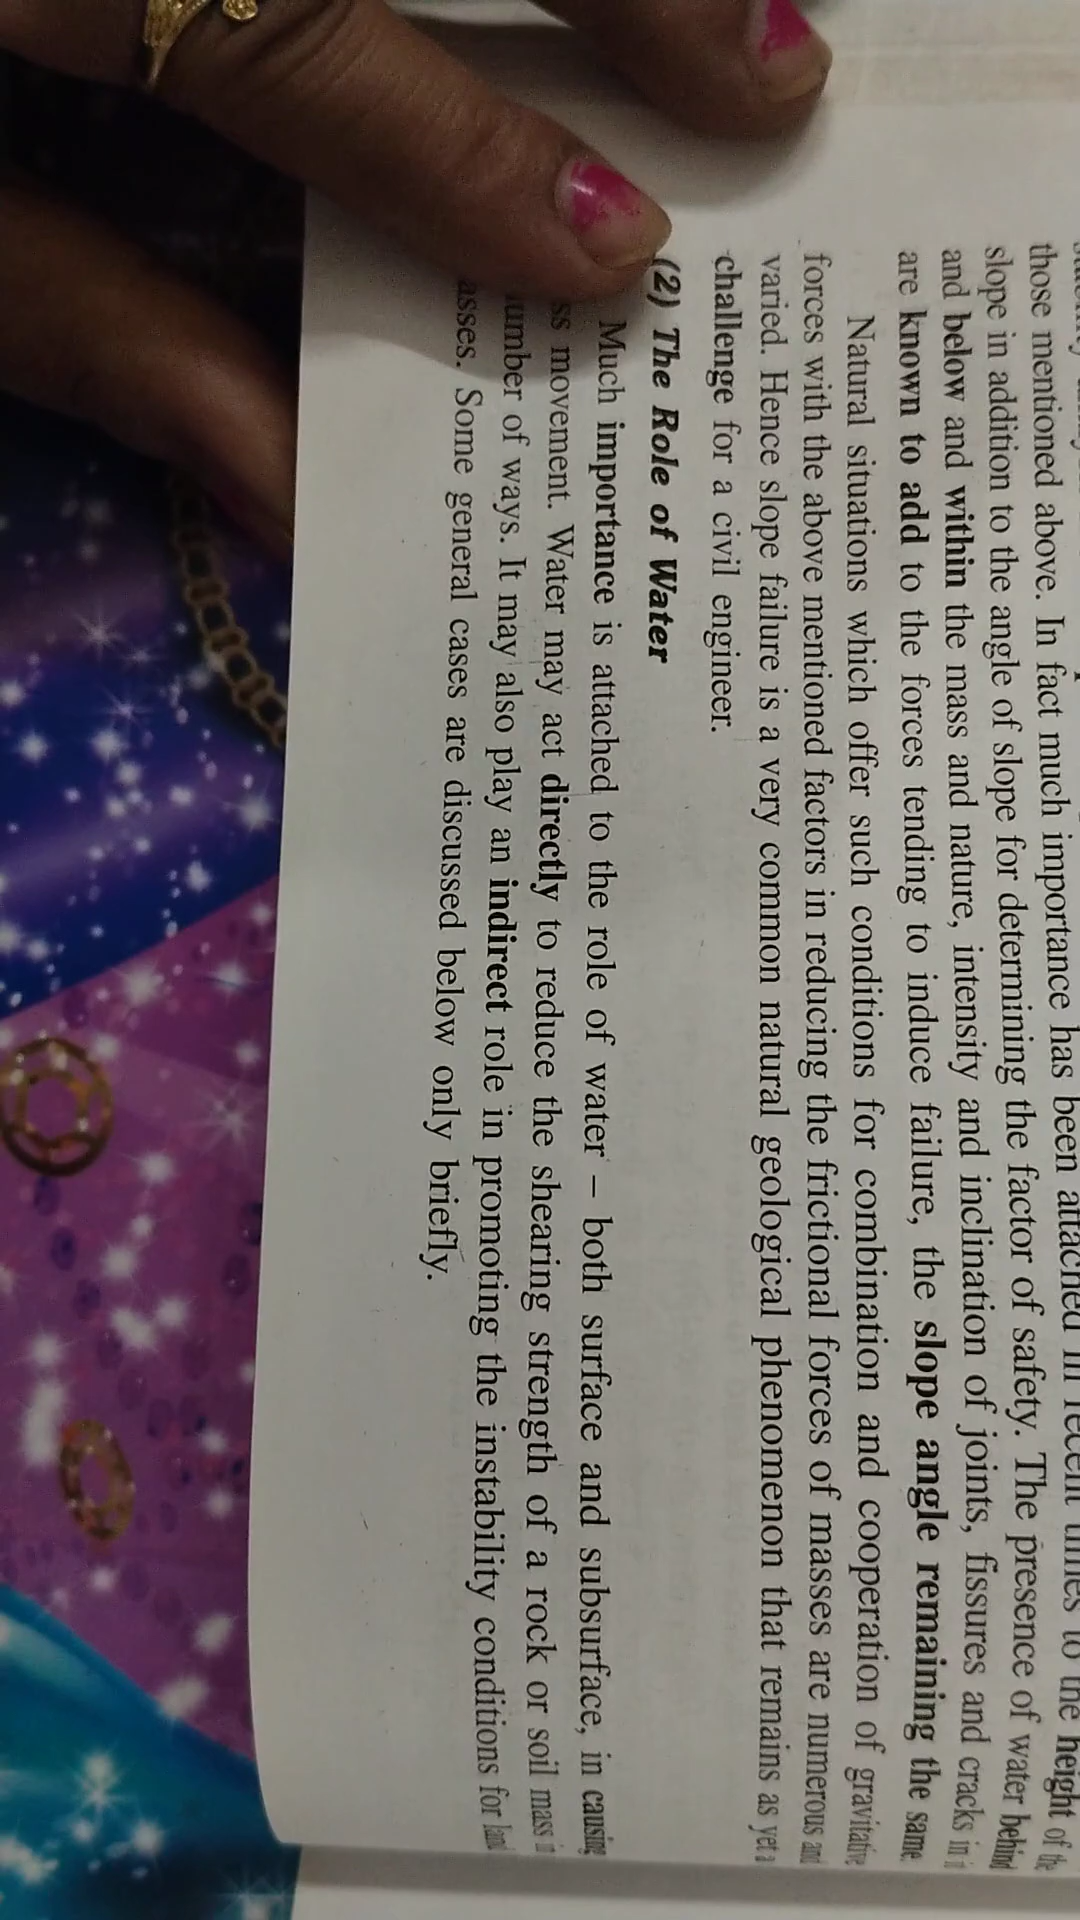 those mentioned above. In fact much importance has been attached in recent times to the height of the
slope in addition to the angle of slope for determining the factor of safety. The presence of water behind
and below and within the mass and nature, intensity and inclination of joints, fissures and cracks in it
are known to add to the forces tending to induce failure, the slope angle remaining the same.
Natural situations which offer such conditions for combination and cooperation of gravitative
forces with the above mentioned factors in reducing the frictional forces of masses are numerous and
varied. Hence slope failure is a very common natural geological phenomenon that remains as yet a
challenge for a civil engineer.
(2) The Role of Water
Much importance is attached to the role of water – both surface and subsurface, in causing
ss movement. Water may act directly to reduce the shearing strength of a rock or soil mass in
umber of ways. It may also play an indirect role in promoting the instability conditions for land
asses. Some general cases are discussed below only briefly.